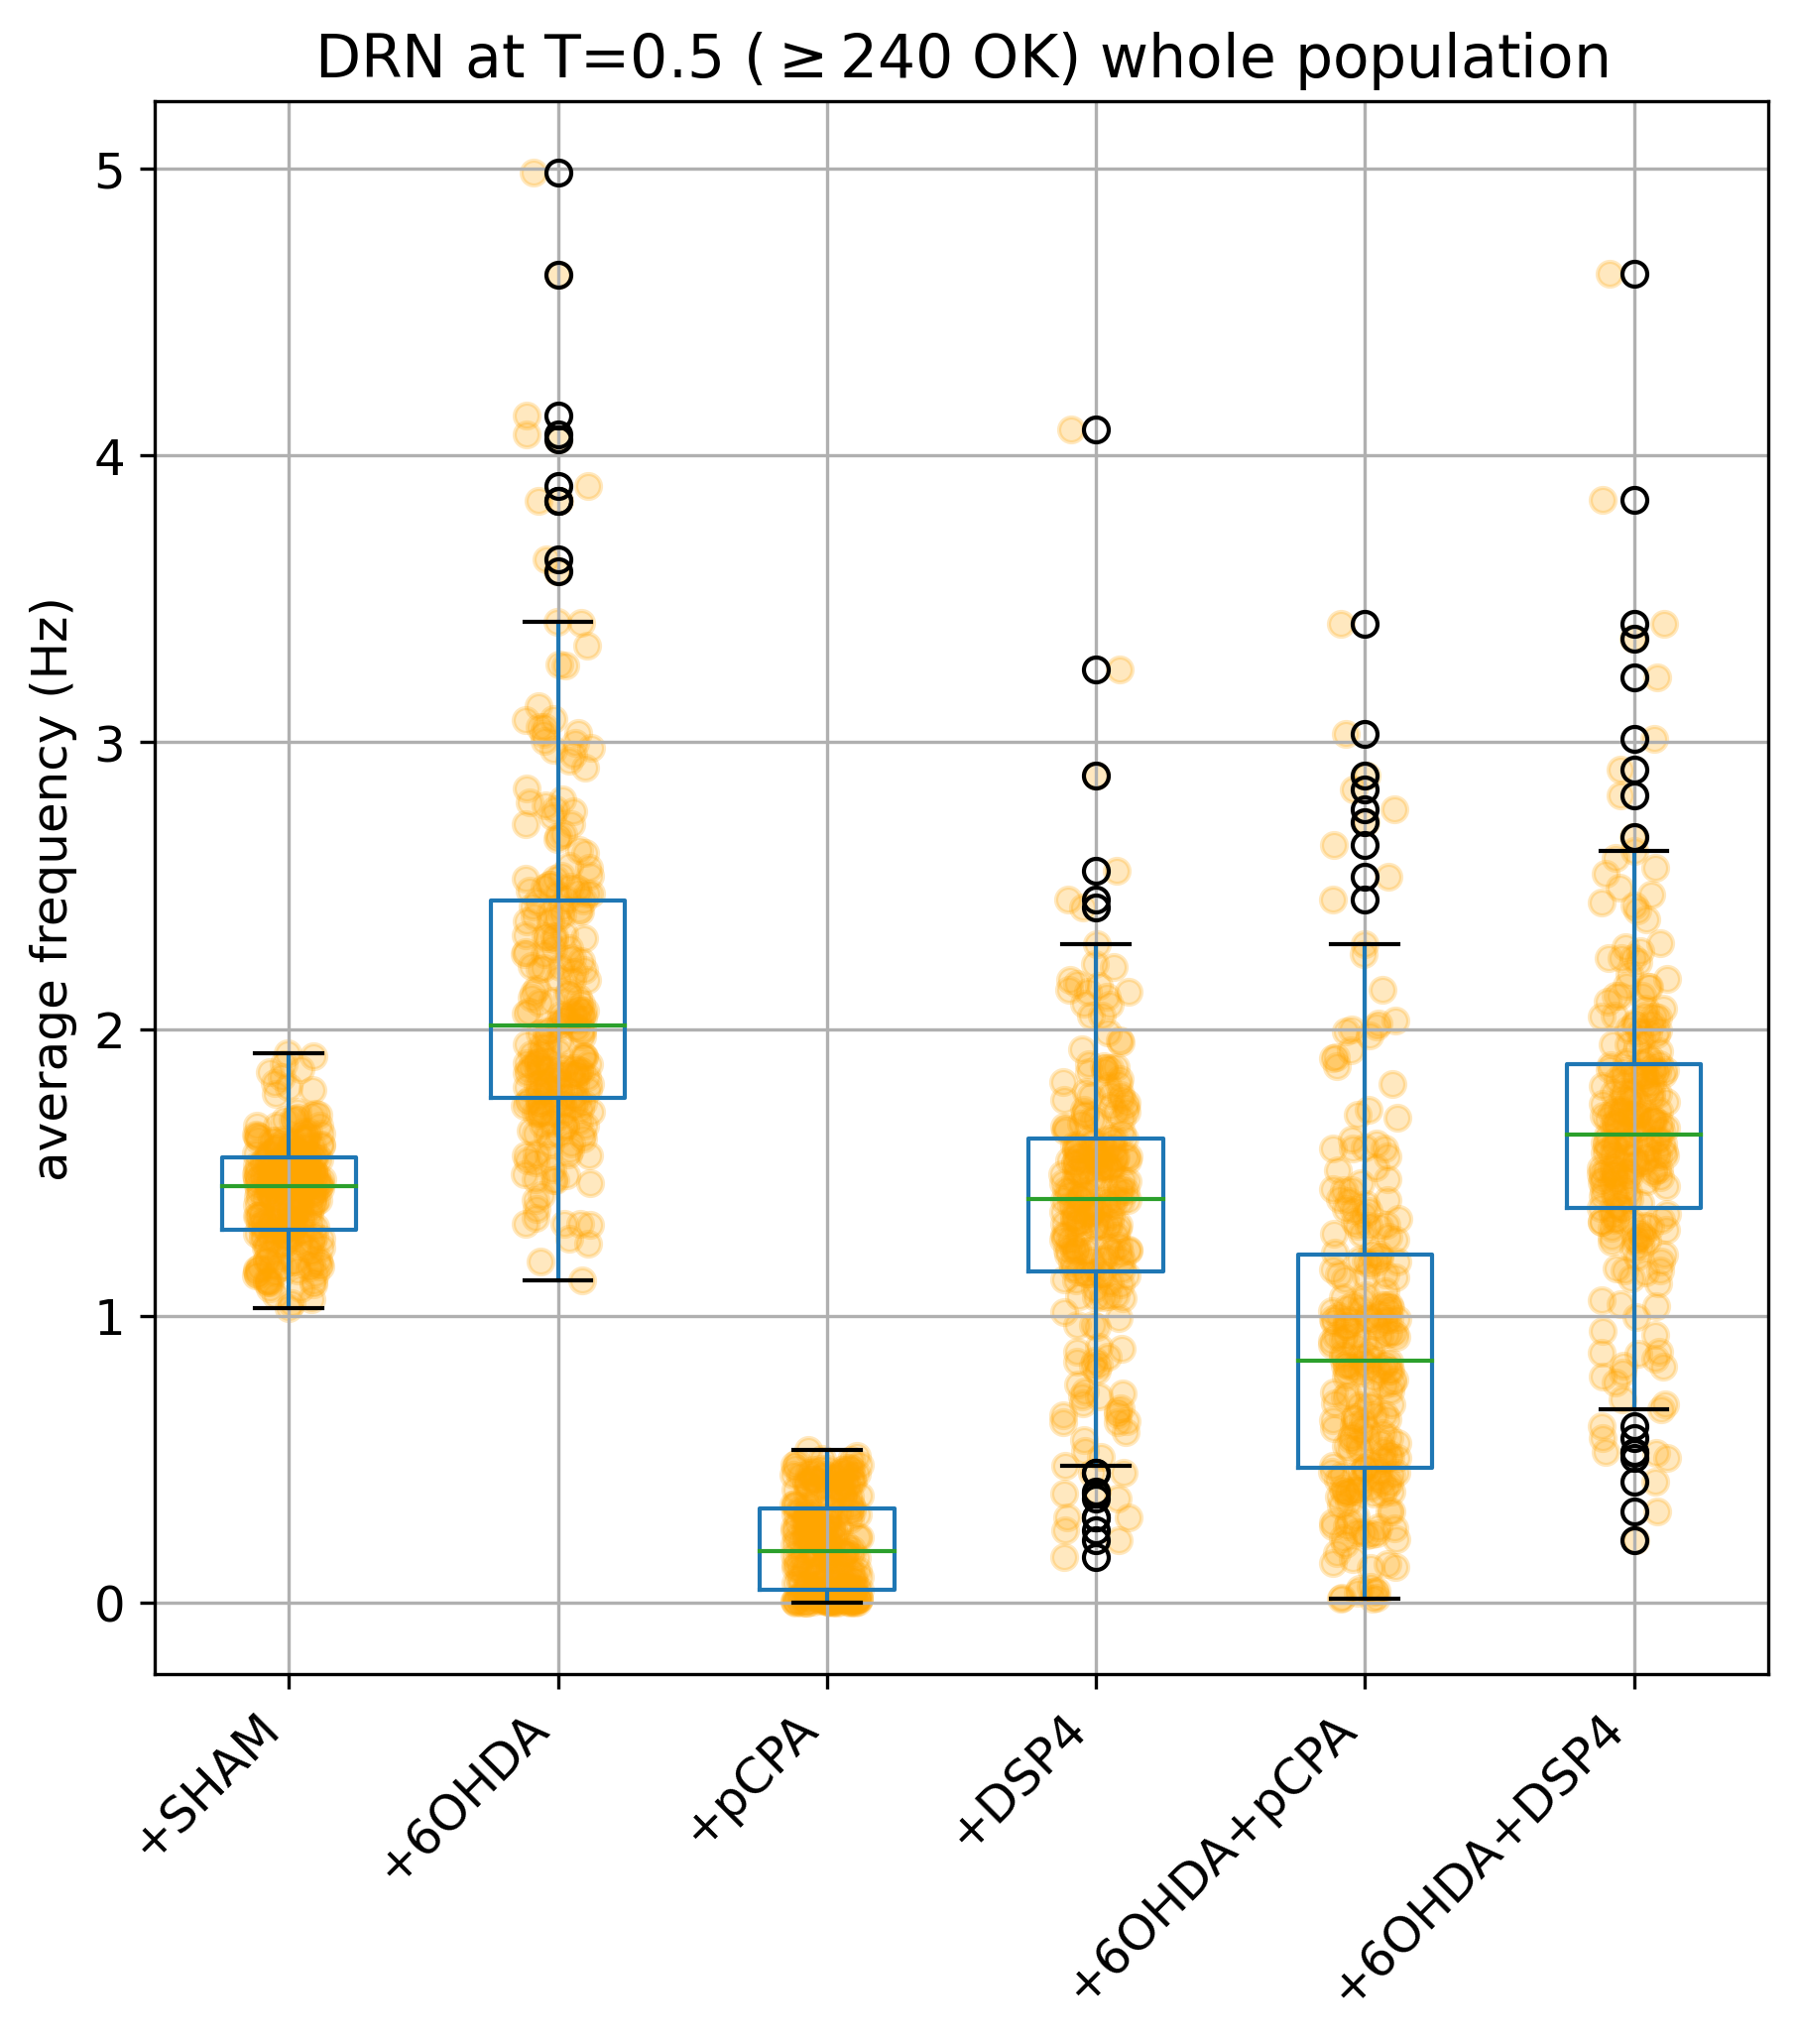 DRN at T=0.5 (≥240 OK) whole population
average frequency (Hz)
5
4
3
2
1
0
+SHAM
+6OHDA
+pCPA
+DSP4
+6OHDA+pCPA
+6OHDA+DSP4